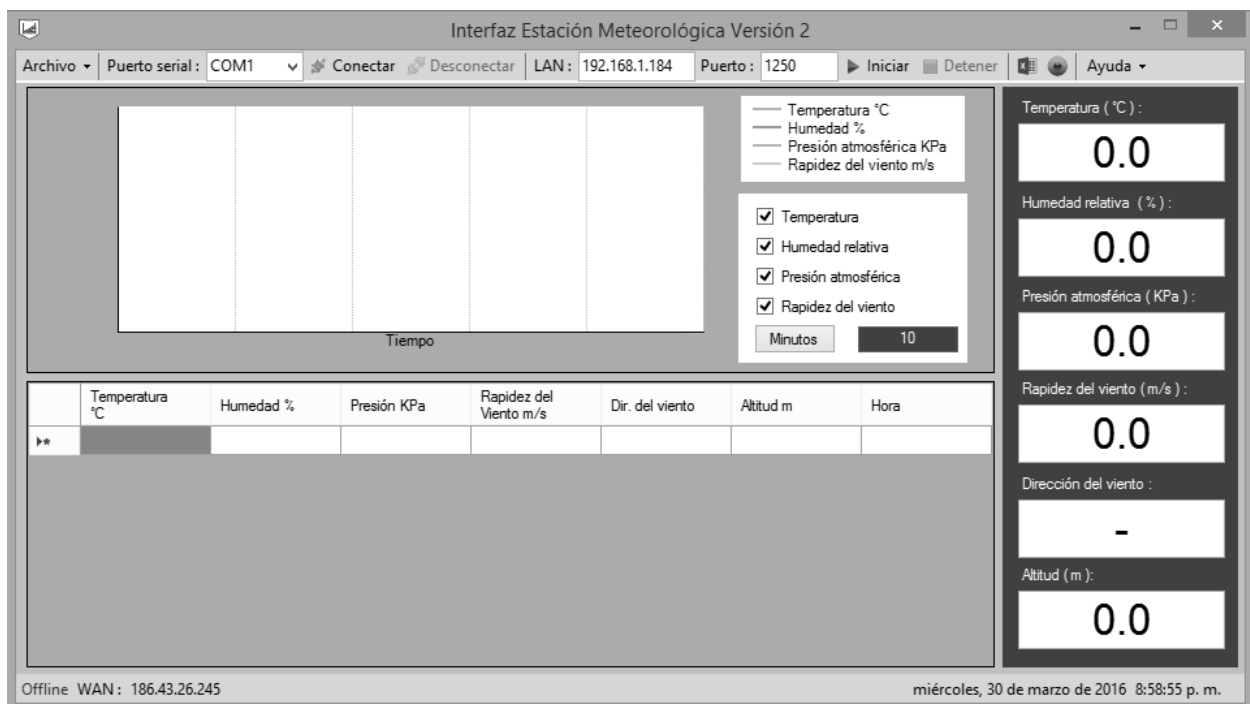 Interfaz Estación Meteorológica Versión 2
Archivo Puerto serial : COM1 Conectar Desconectar LAN : 192.168.1.184 Puerto : 1250 Iniciar Detener Ayuda
Temperatura °C
Humedad %
Presión atmosférica KPa
Rapidez del viento m/s
Temperatura
Humedad relativa
Presión atmosférica
Rapidez del viento
Minutos 10
Tiempo
Temperatura °C
Humedad %
Presión KPa
Rapidez del Viento m/s
Dir. del viento
Altitud m
Hora
Temperatura ( °C ) :
0.0
Humedad relativa ( % ) :
0.0
Presión atmosférica ( KPa ) :
0.0
Rapidez del viento ( m/s ) :
0.0
Dirección del viento :
-
Altitud ( m ):
0.0
Offline WAN : 186.43.26.245
miércoles, 30 de marzo de 2016 8:58:55 p. m.